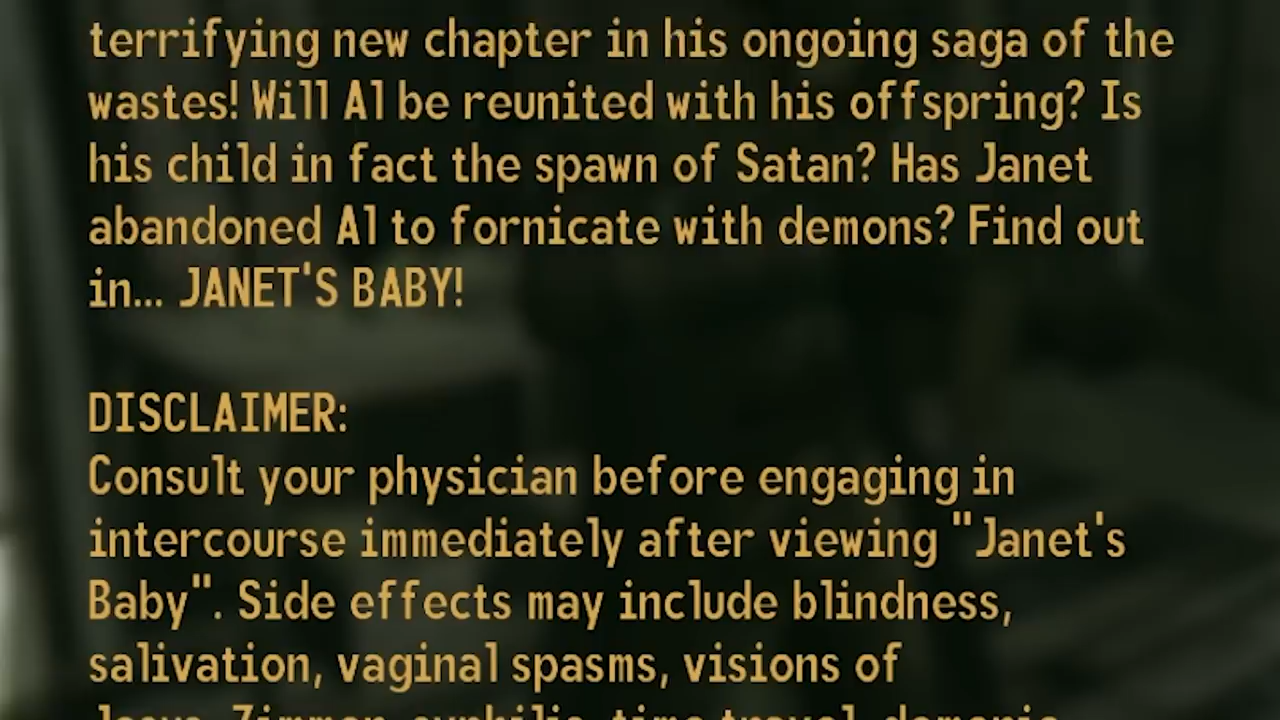 terrifying new chapter in his ongoing saga of the
wastes! Will Al be reunited with his offspring? Is
his child in fact the spawn of Satan? Has Janet
abandoned Al to fornicate with demons? Find out
in... JANET'S BABY!
DISCLAIMER:
Consult your physician before engaging in
intercourse immediately after viewing "Janet's
Baby". Side effects may include blindness,
salivation, vaginal spasms, visions of